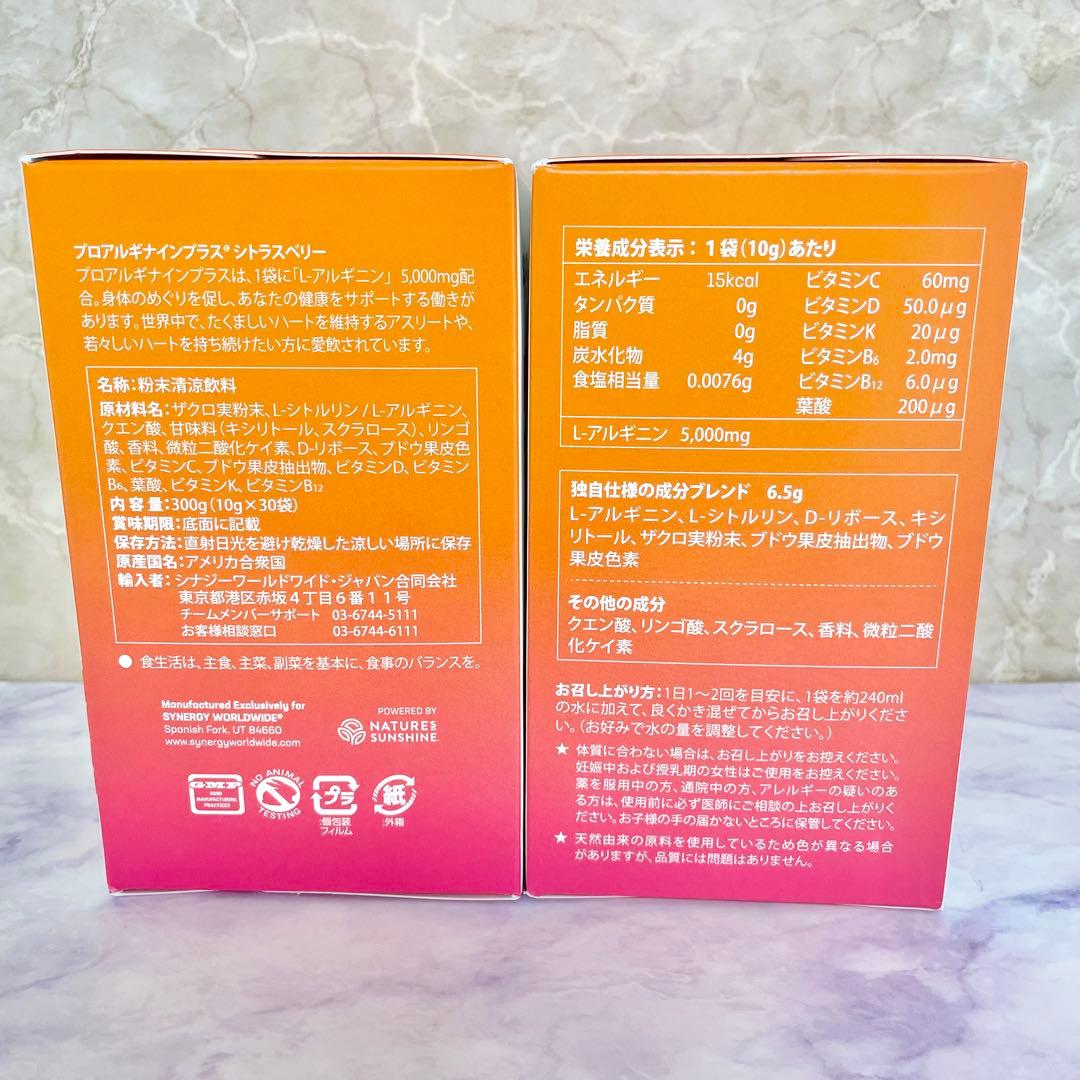 プロアルギナインプラス® シトラスベリー
プロアルギナインプラスは、1袋に「L-アルギニン」 5,000mg配
合。身体のめぐりを促し、あなたの健康をサポートする働きが
あります。世界中で、たくましいハートを維持するアスリートや、
若々しいハートを持ち続けたい方に愛飲されています。
名称：粉末清涼飲料
原材料名：ザクロ実粉末、L-シトルリン / L-アルギニン、
クエン酸、甘味料（キシリトール、スクラロース）、リンゴ
酸、香料、微粒二酸化ケイ素、D-リボース、ブドウ果皮色
素、ビタミンC、ブドウ果皮抽出物、ビタミンD、ビタミン
B₆、葉酸、ビタミンK、ビタミンB₁₂
内 容 量：300g（10g×30袋）
賞味期限：底面に記載
保存方法：直射日光を避け乾燥した涼しい場所に保存
原産国名：アメリカ合衆国
輸入者：シナジーワールドワイド・ジャパン合同会社
東京都港区赤坂４丁目６番１１号
チームメンバーサポート 03-6744-5111
お客様相談窓口 03-6744-6111
● 食生活は、主食、主菜、副菜を基本に、食事のバランスを。
Manufactured Exclusively for
SYNERGY WORLDWIDE®
Spanish Fork, UT 84660
www.synergyworldwide.com
POWERED BY
NATURE'S
SUNSHINE
GMP
GOOD
MANUFACTURING
PRACTICES
NO ANIMAL
TESTING
プラ
:個包装
フィルム
紙
:外箱
栄養成分表示：１袋（10g）あたり
エネルギー 15kcal ビタミンC 60mg
タンパク質 0g ビタミンD 50.0μg
脂質 0g ビタミンK 20μg
炭水化物 4g ビタミンB₆ 2.0mg
食塩相当量 0.0076g ビタミンB₁₂ 6.0μg
葉酸 200μg
L-アルギニン 5,000mg
独自仕様の成分ブレンド 6.5g
L-アルギニン、L-シトルリン、D-リボース、キシ
リトール、ザクロ実粉末、ブドウ果皮抽出物、ブドウ
果皮色素
その他の成分
クエン酸、リンゴ酸、スクラロース、香料、微粒二酸
化ケイ素
お召し上がり方：1日1～2回を目安に、1袋を約240ml
の水に加えて、良くかき混ぜてからお召し上がりくださ
い。（お好みで水の量を調整してください。）
★ 体質に合わない場合は、お召し上がりをお控えください。
妊娠中および授乳期の女性はご使用をお控えください。
薬を服用中の方、通院中の方、アレルギーの疑いのあ
る方は、使用前に必ず医師にご相談の上お召し上がりく
ださい。お子様の手の届かないところに保管してください。
★ 天然由来の原料を使用しているため色が異なる場合
がありますが、品質には問題はありません。